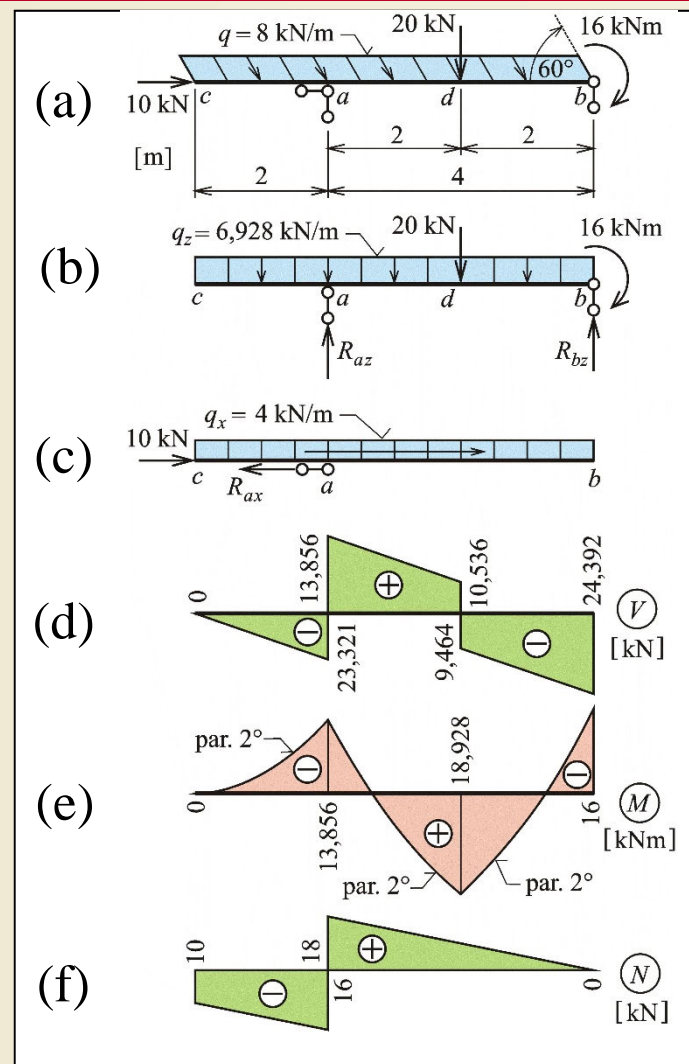 (a)
q = 8 kN/m
20 kN
16 kNm
60°
10 kN
c
a
d
b
[m]
2
2
2
4
(b)
q_z = 6,928 kN/m
20 kN
16 kNm
c
a
d
b
R_az
R_bz
(c)
10 kN
q_x = 4 kN/m
c
R_ax
a
b
(d)
0
13,856
+
10,536
24,392
V
−
23,321
9,464
−
[kN]
(e)
par. 2°
−
18,928
−
0
13,856
+
16
M
[kNm]
par. 2°
par. 2°
(f)
10
18
+
−
16
0
N
[kN]